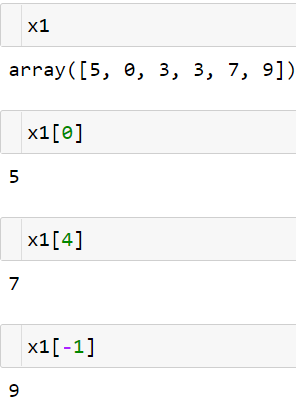 x1
array([5, 0, 3, 3, 7, 9])
x1[0]
5
x1[4]
7
x1[-1]
9